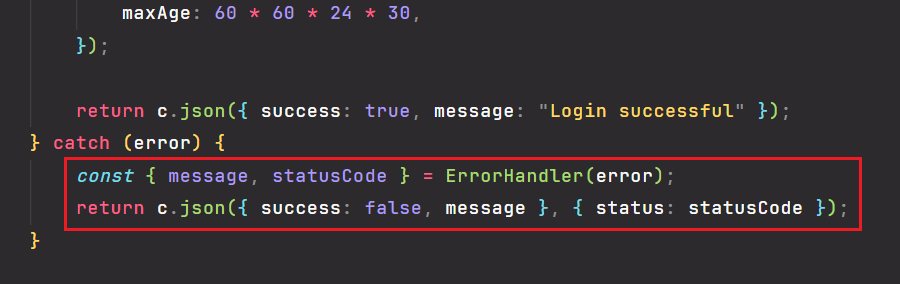 maxAge: 60 * 60 * 24 * 30,
});
return c.json({ success: true, message: "Login successful" });
} catch (error) {
const { message, statusCode } = ErrorHandler(error);
return c.json({ success: false, message }, { status: statusCode });
}